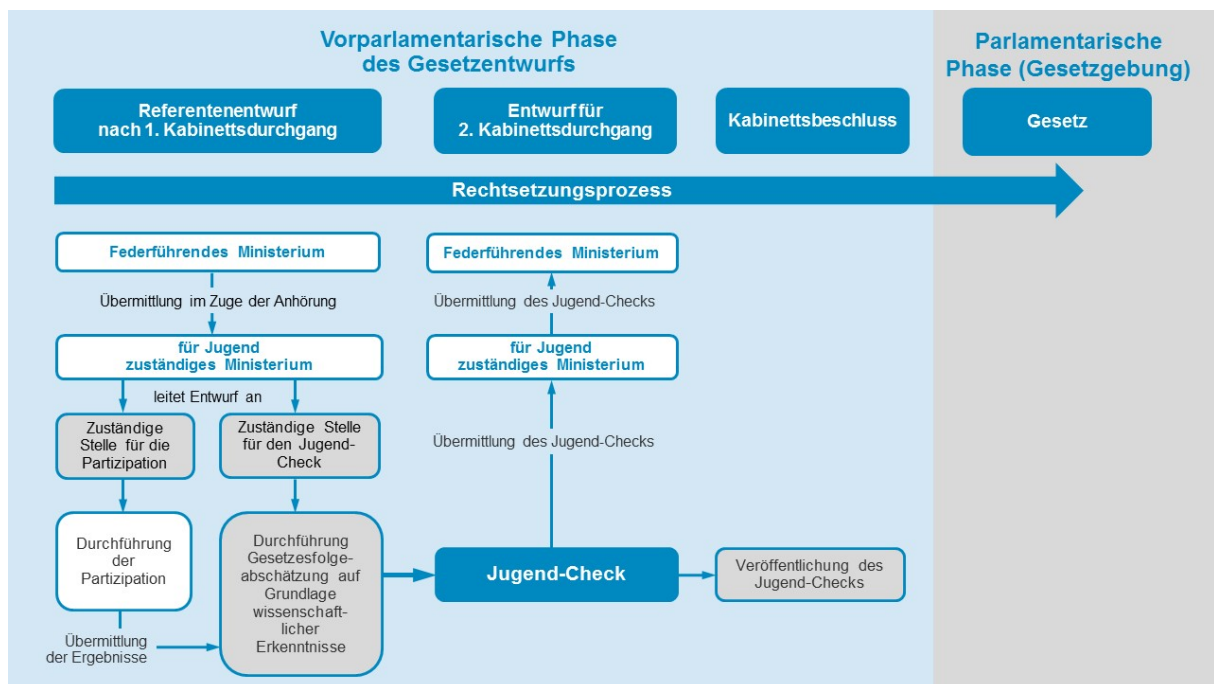 Vorparlamentarische Phase
des Gesetzentwurfs
Parlamentarische
Phase (Gesetzgebung)
Referentenentwurf
nach 1. Kabinettsdurchgang
Entwurf für
2. Kabinettsdurchgang
Kabinettsbeschluss
Gesetz
Rechtsetzungsprozess
Federführendes Ministerium
Übermittlung im Zuge der Anhörung
für Jugend
zuständiges Ministerium
leitet Entwurf an
Zuständige
Stelle für die
Partizipation
Zuständige Stelle
für den Jugend-
Check
Durchführung
der
Partizipation
Übermittlung
der Ergebnisse
Durchführung
Gesetzesfolge-
abschätzung auf
Grundlage
wissenschaft-
licher
Erkenntnisse
Federführendes Ministerium
Übermittlung des Jugend-Checks
für Jugend
zuständiges Ministerium
Übermittlung des Jugend-Checks
Jugend-Check
Veröffentlichung des
Jugend-Checks